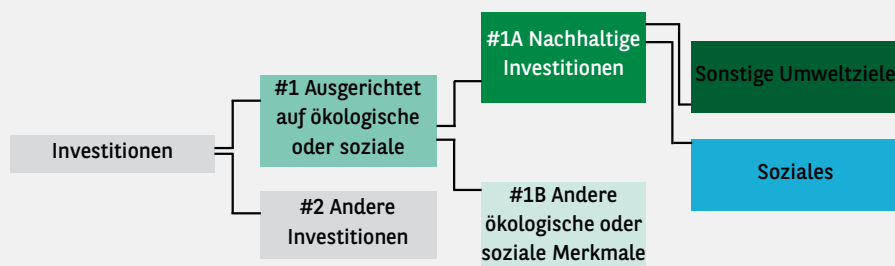 Investitionen
#1 Ausgerichtet
auf ökologische
oder soziale
#2 Andere
Investitionen
#1A Nachhaltige
Investitionen
#1B Andere
ökologische oder
soziale Merkmale
Sonstige Umweltziele
Soziales